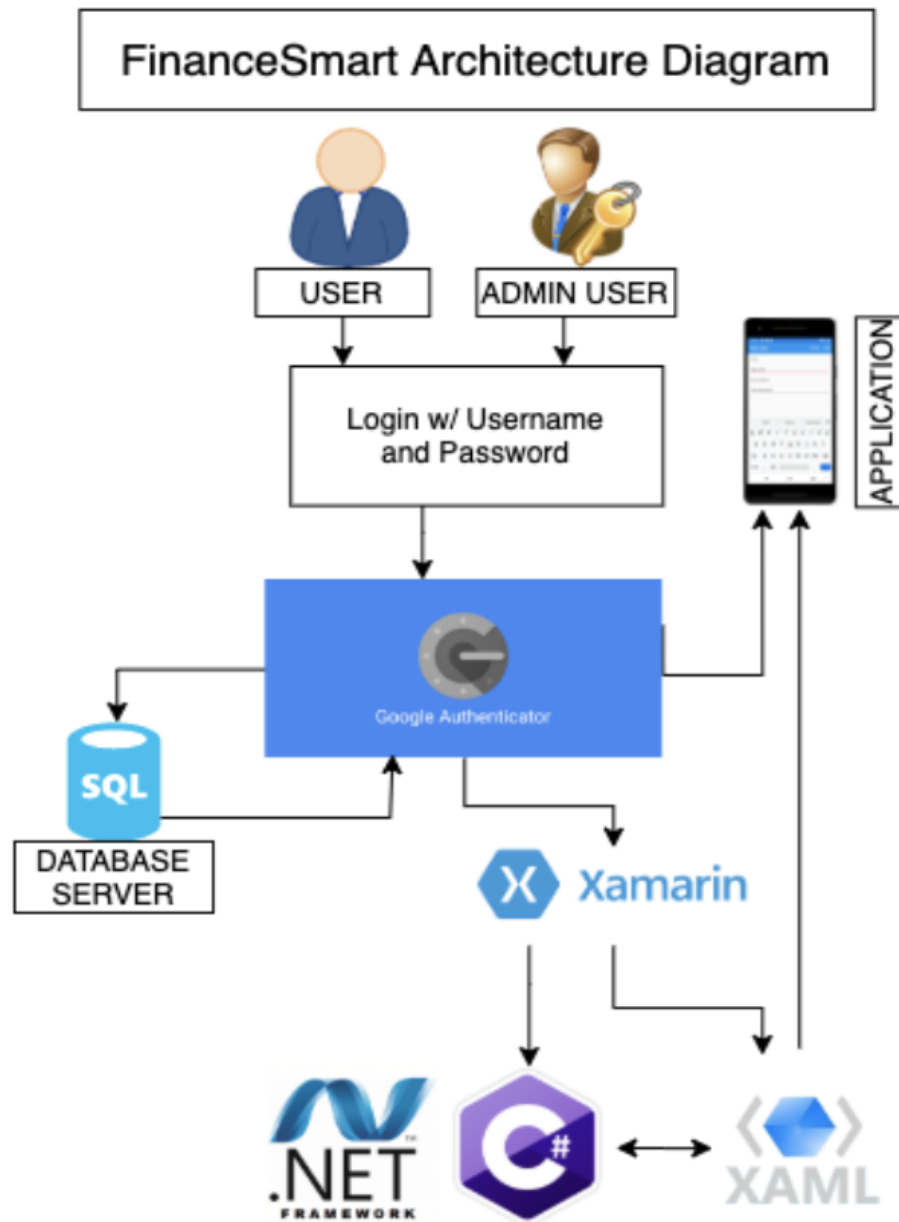 FinanceSmart Architecture Diagram
USER
ADMIN USER
APPLICATION
Login w/ Username
and Password
Google Authenticator
SQL
DATABASE
SERVER
X Xamarin
.NET
FRAMEWORK
C#
XAML